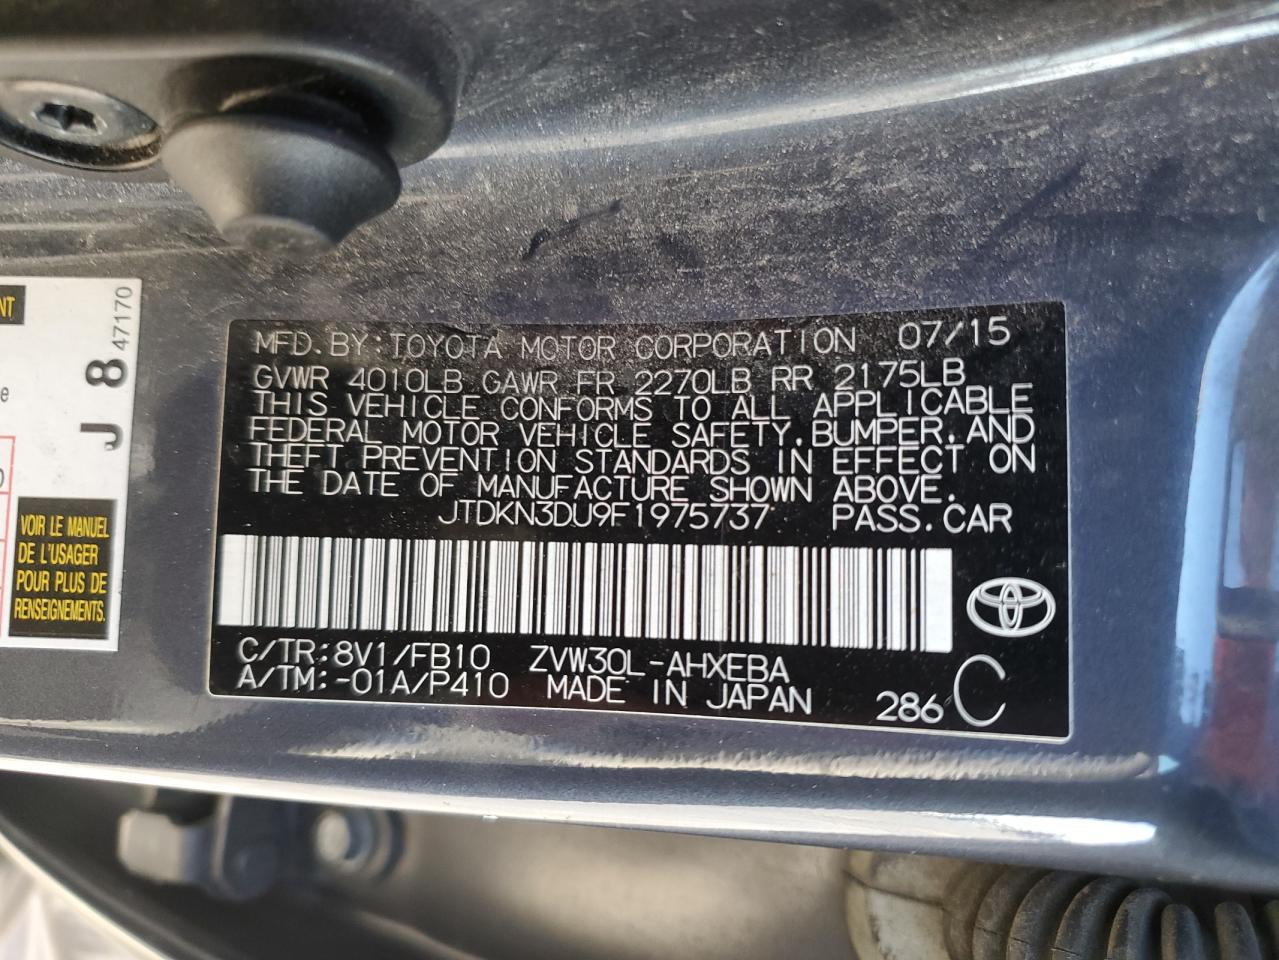 NT
e
J 8 47170
VOIR LE MANUEL
DE L'USAGER
POUR PLUS DE
RENSEIGNEMENTS.
MFD. BY: TOYOTA MOTOR CORPORATION 07/15
GVWR 4010LB GAWR FR 2270LB RR 2175LB
THIS VEHICLE CONFORMS TO ALL APPLICABLE
FEDERAL MOTOR VEHICLE SAFETY, BUMPER, AND
THEFT PREVENTION STANDARDS IN EFFECT ON
THE DATE OF MANUFACTURE SHOWN ABOVE.
JTDKN3DU9F1975737 PASS. CAR
C/TR: 8V1/FB10 ZVW30L-AHXEBA
A/TM: -01A/P410 MADE IN JAPAN 286 C